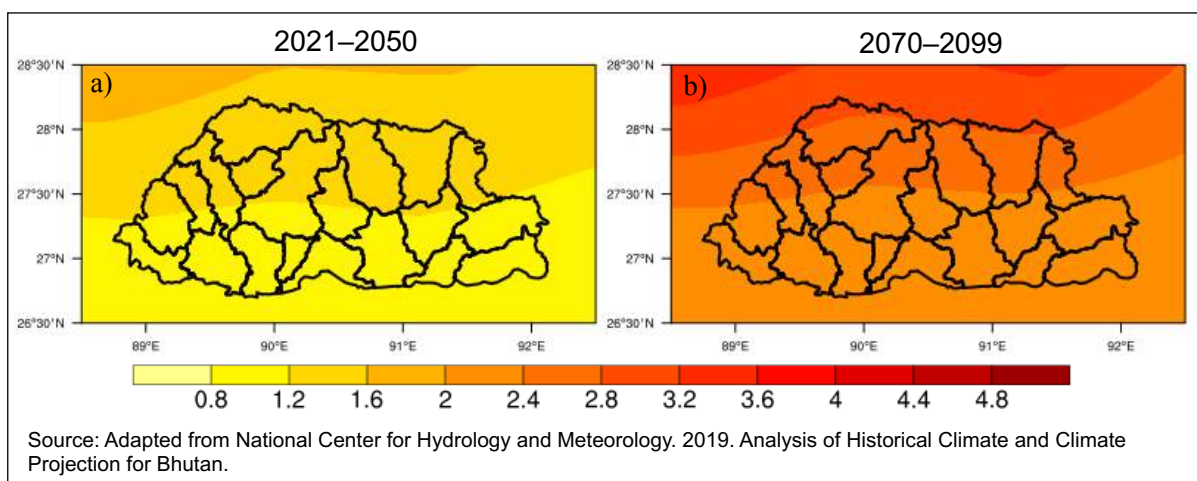 2021–2050
2070–2099
a)
b)
28°30'N
28°N
27°30'N
27°N
26°30'N
89°E
90°E
91°E
92°E
28°30'N
28°N
27°30'N
27°N
26°30'N
89°E
90°E
91°E
92°E
0.8 1.2 1.6 2 2.4 2.8 3.2 3.6 4 4.4 4.8
Source: Adapted from National Center for Hydrology and Meteorology. 2019. Analysis of Historical Climate and Climate
Projection for Bhutan.